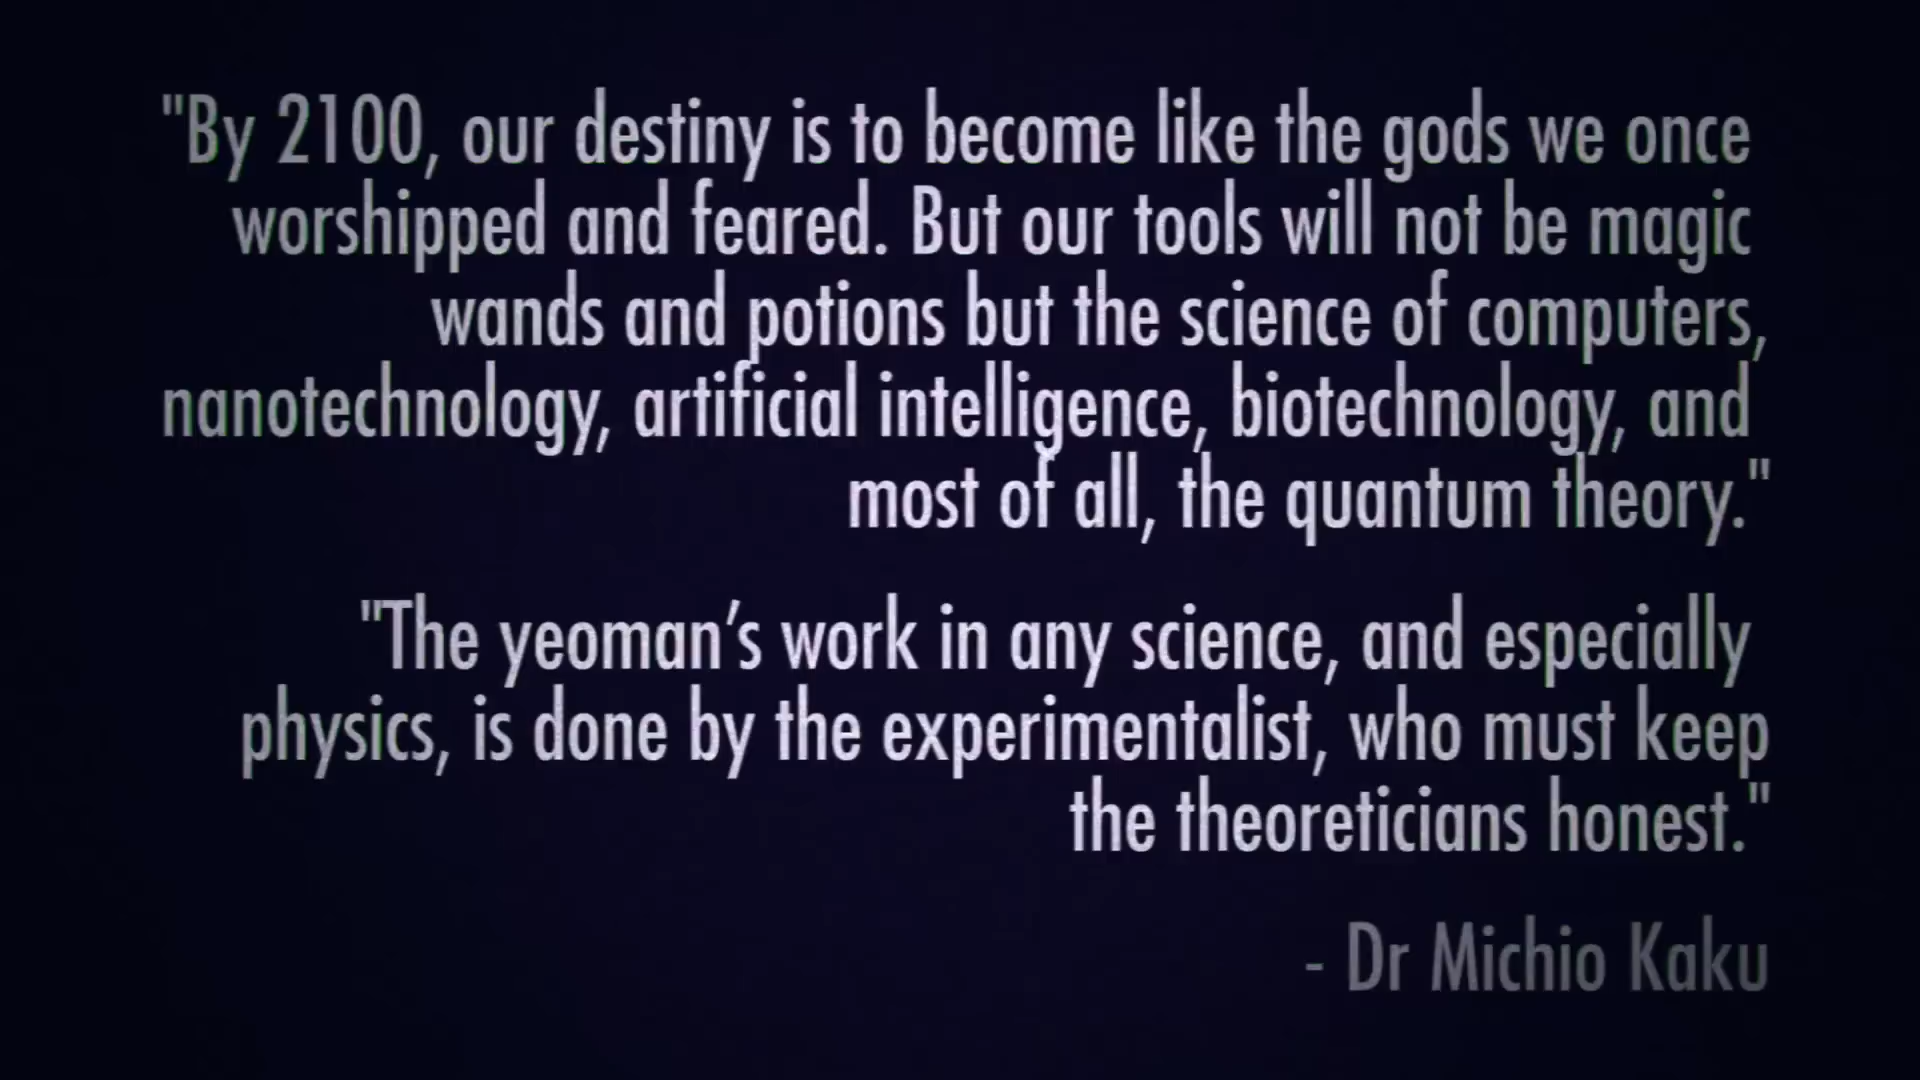 "By 2100, our destiny is to become like the gods we once
worshipped and feared. But our tools will not be magic
wands and potions but the science of computers,
nanotechnology, artificial intelligence, biotechnology, and
most of all, the quantum theory."
"The yeoman’s work in any science, and especially
physics, is done by the experimentalist, who must keep
the theoreticians honest."
- Dr Michio Kaku